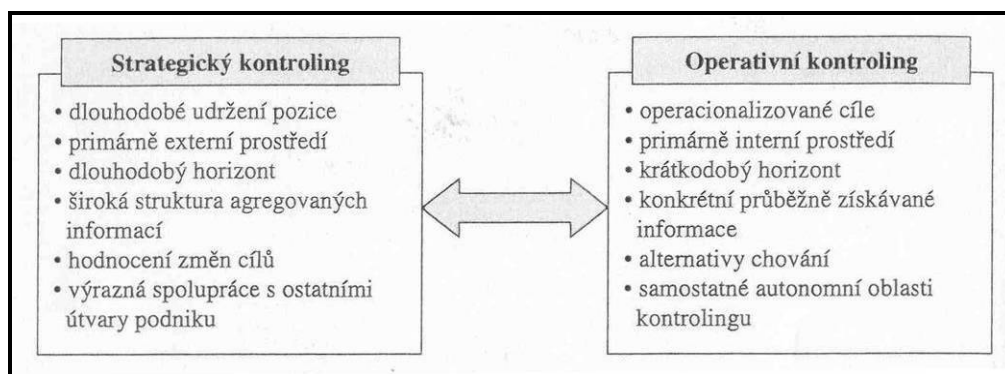 Strategický kontroling
• dlouhodobé udržení pozice
• primárně externí prostředí
• dlouhodobý horizont
• široká struktura agregovaných
informací
• hodnocení změn cílů
• výrazná spolupráce s ostatními
útvary podniku
Operativní kontroling
• operacionalizované cíle
• primárně interní prostředí
• krátkodobý horizont
• konkrétní průběžně získávané
informace
• alternativy chování
• samostatné autonomní oblasti
kontrolingu